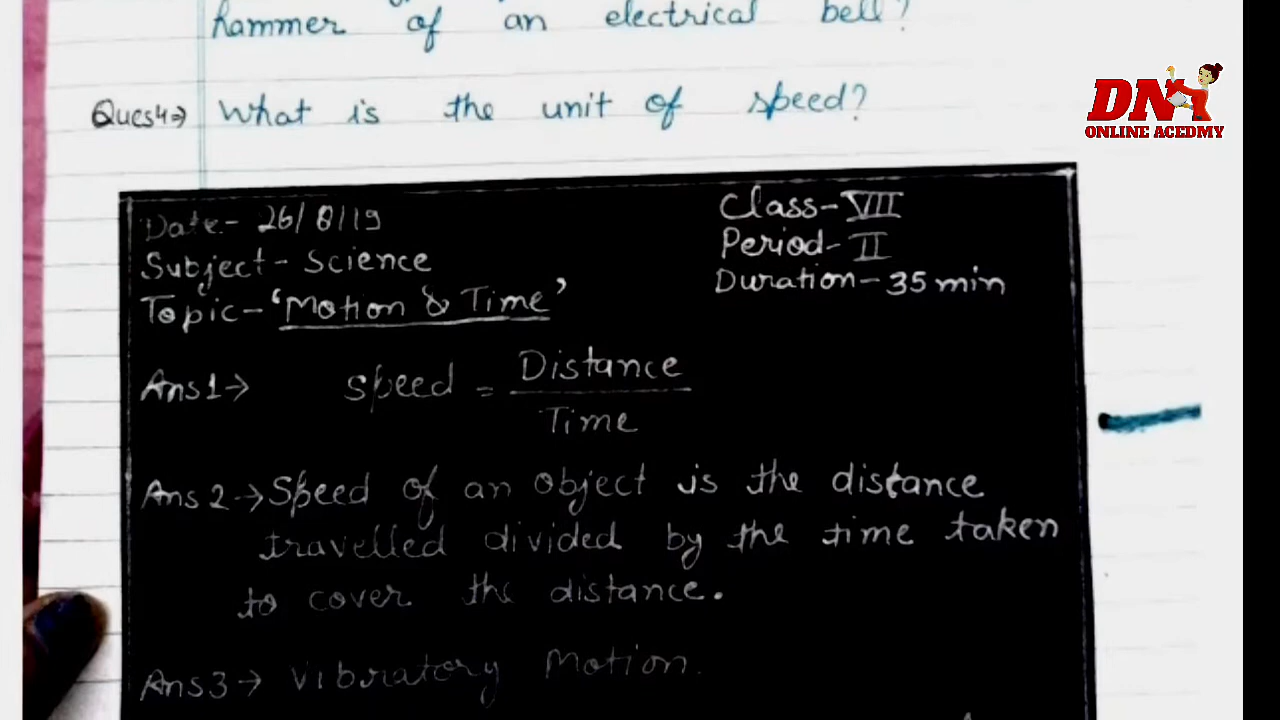 hammer of an electrical bell?
Ques4⇒ What is the unit of speed?
DN
ONLINE ACEDMY
Date:- 26/8/19
Class- VIII
Subject- Science
Period- II
Topic- 'Motion & Time'
Duration- 35 min
Ans1→ Speed = Distance
Time
Ans2→ Speed of an object is the distance
travelled divided by the time taken
to cover the distance.
Ans3→ Vibratory Motion.